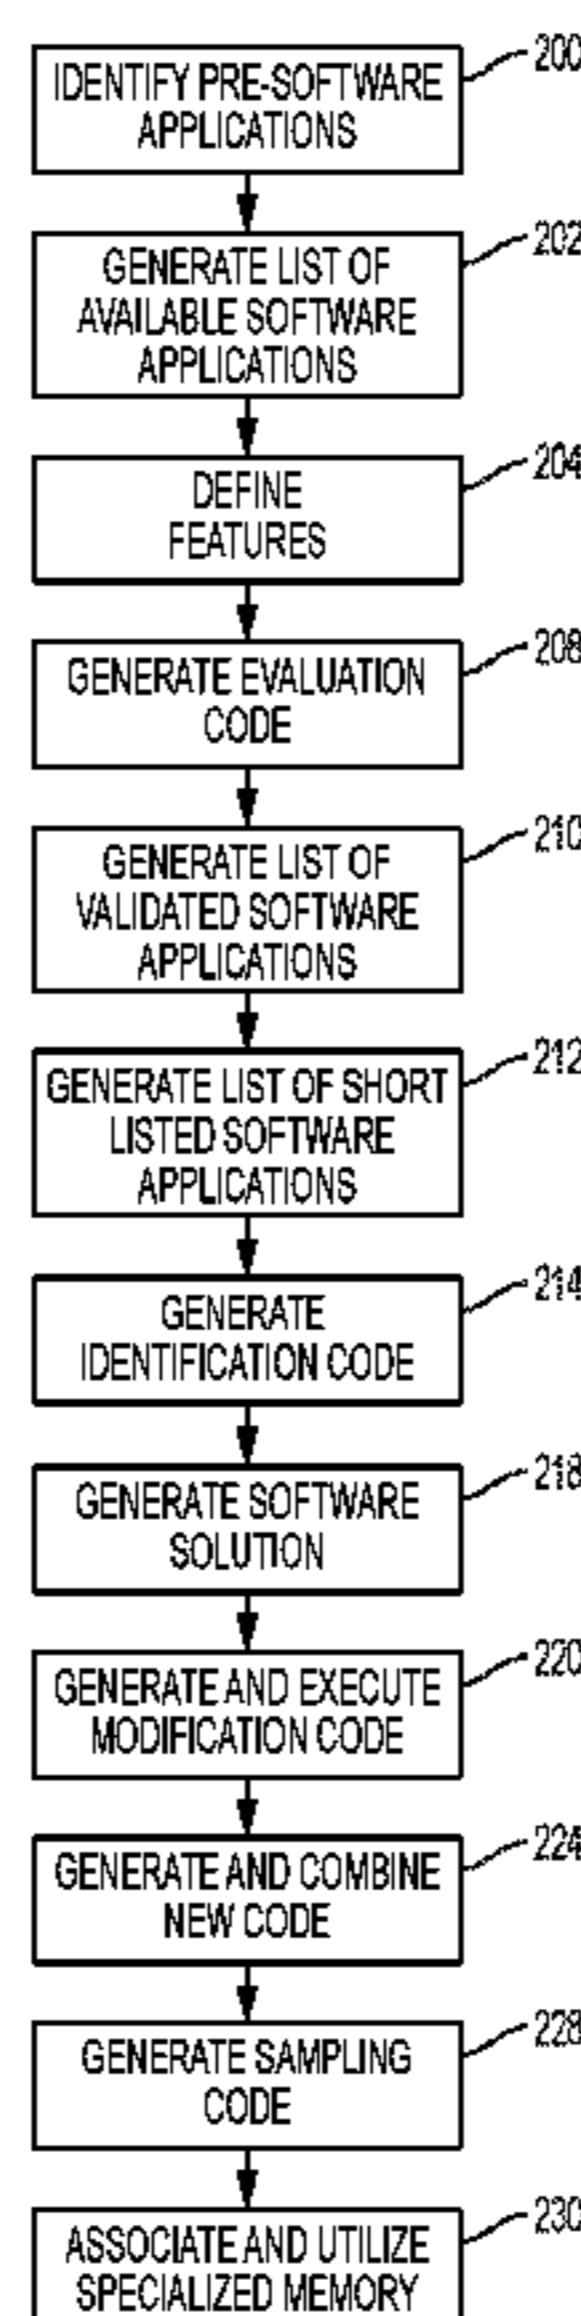 IDENTIFY PRE-SOFTWARE
APPLICATIONS
200
GENERATE LIST OF
AVAILABLE SOFTWARE
APPLICATIONS
202
DEFINE
FEATURES
204
GENERATE EVALUATION
CODE
208
GENERATE LIST OF
VALIDATED SOFTWARE
APPLICATIONS
210
GENERATE LIST OF SHORT
LISTED SOFTWARE
APPLICATIONS
212
GENERATE
IDENTIFICATION CODE
214
GENERATE SOFTWARE
SOLUTION
218
GENERATE AND EXECUTE
MODIFICATION CODE
220
GENERATE AND COMBINE
NEW CODE
224
GENERATE SAMPLING
CODE
228
ASSOCIATE AND UTILIZE
SPECIALIZED MEMORY
230